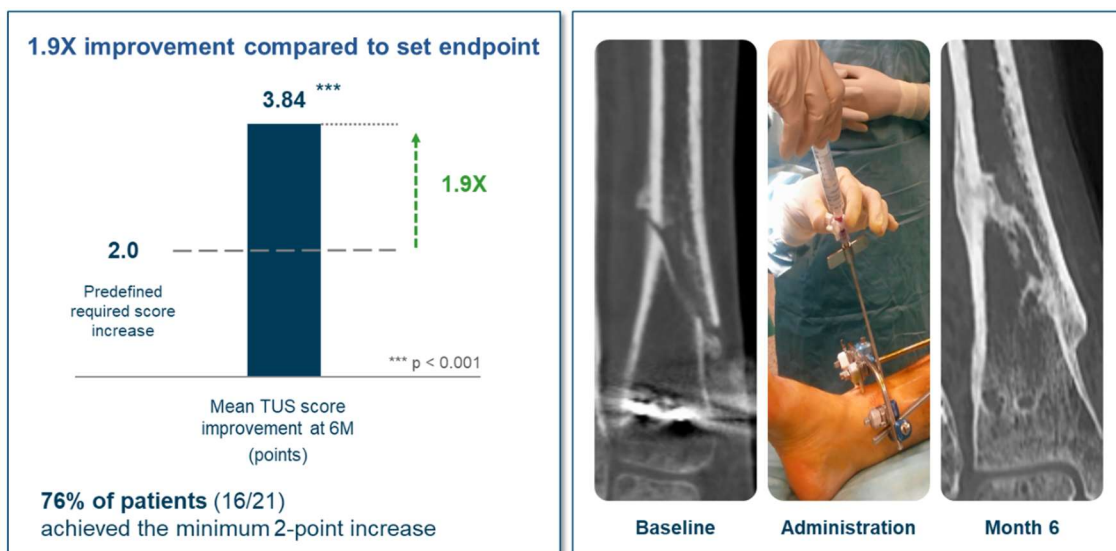 1.9X improvement compared to set endpoint
3.84 ***
1.9X
2.0
Predefined
required score
increase
*** p < 0.001
Mean TUS score
improvement at 6M
(points)
76% of patients (16/21)
achieved the minimum 2-point increase
Baseline
Administration
Month 6